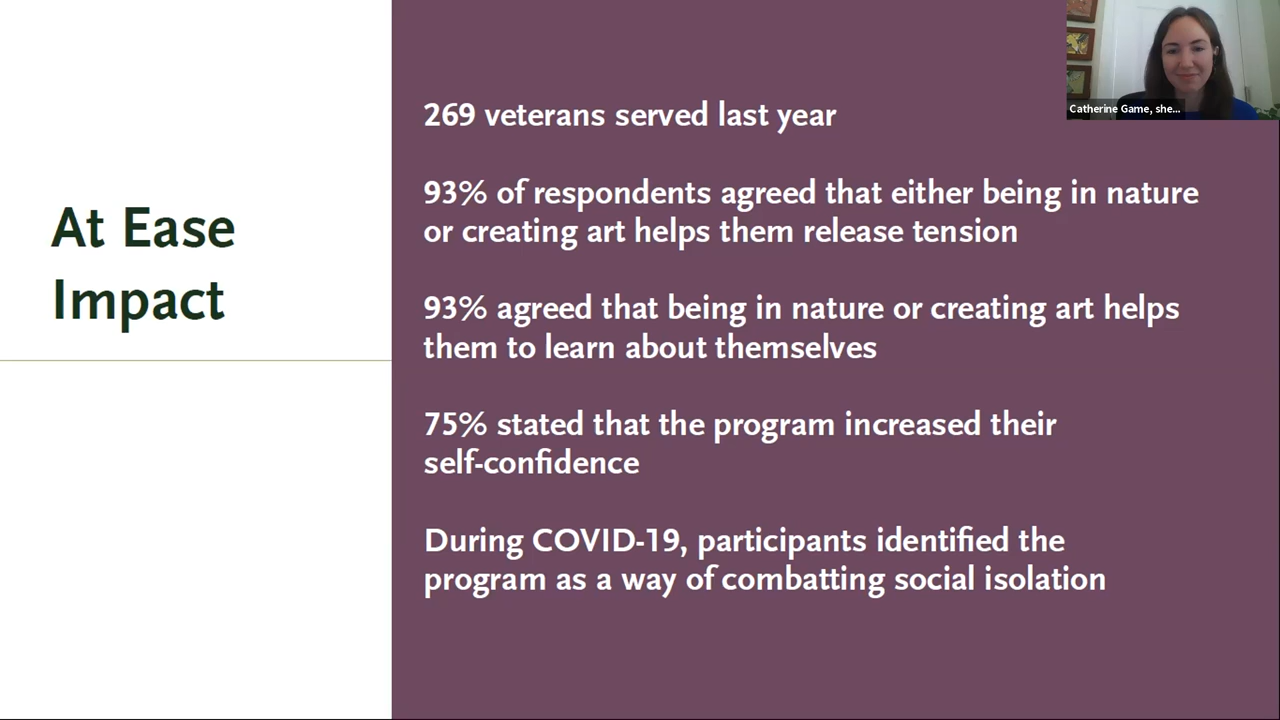 At Ease
Impact
269 veterans served last year
93% of respondents agreed that either being in nature
or creating art helps them release tension
93% agreed that being in nature or creating art helps
them to learn about themselves
75% stated that the program increased their
self-confidence
During COVID-19, participants identified the
program as a way of combatting social isolation
Catherine Game, she...